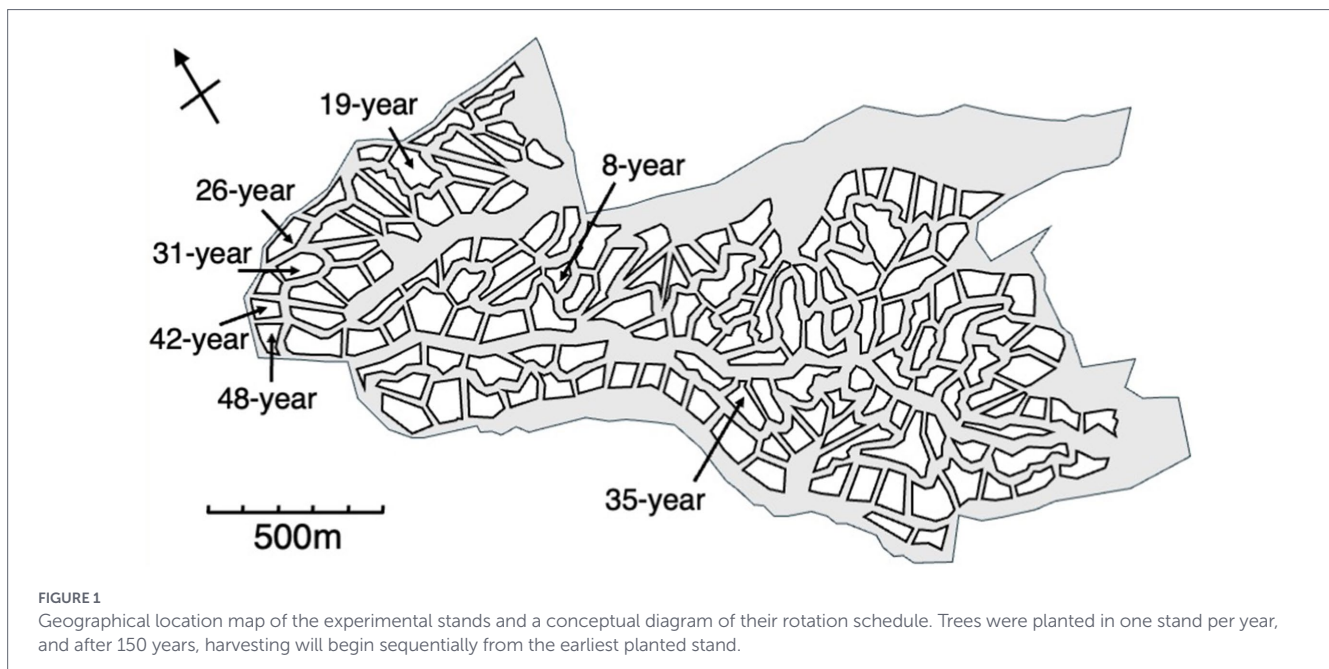 19-year
8-year
26-year
31-year
42-year
48-year
35-year
500m
FIGURE 1
Geographical location map of the experimental stands and a conceptual diagram of their rotation schedule. Trees were planted in one stand per year,
and after 150 years, harvesting will begin sequentially from the earliest planted stand.